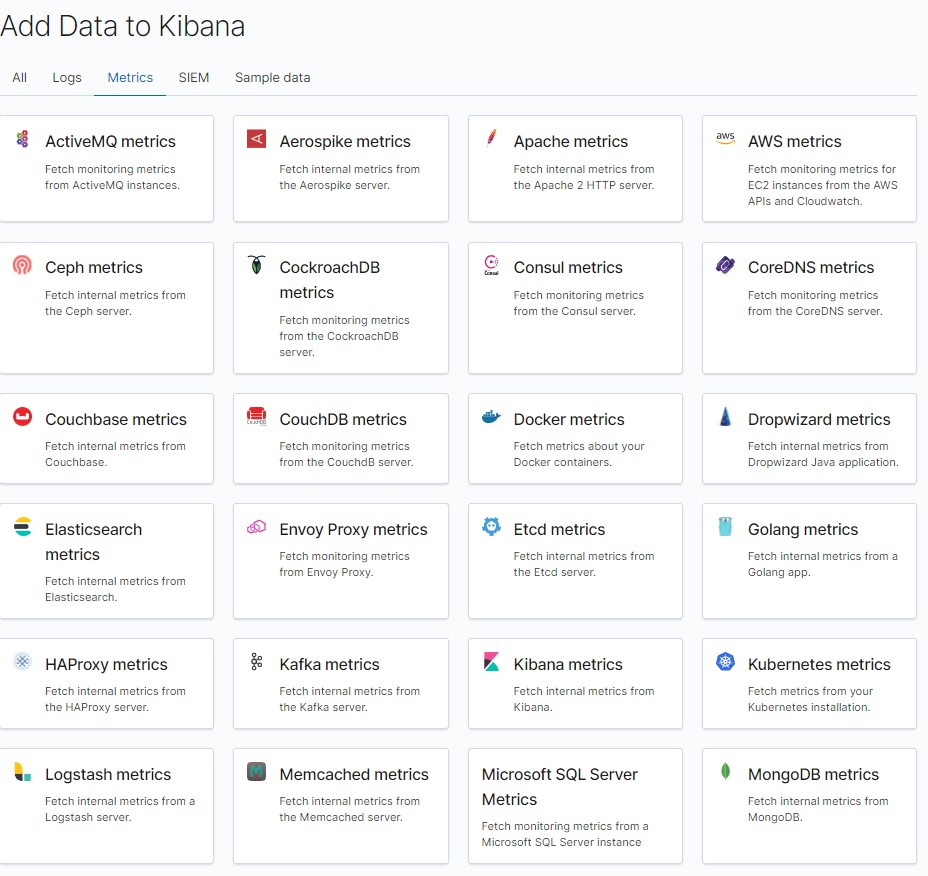 Add Data to Kibana
All Logs Metrics SIEM Sample data
ActiveMQ metrics
Fetch monitoring metrics
from ActiveMQ instances.
Aerospike metrics
Fetch internal metrics from
the Aerospike server.
Apache metrics
Fetch internal metrics from
the Apache 2 HTTP server.
aws
AWS metrics
Fetch monitoring metrics for
EC2 instances from the AWS
APIs and Cloudwatch.
Ceph metrics
Fetch internal metrics from
the Ceph server.
CockroachDB
metrics
Fetch monitoring metrics
from the CockroachDB
server.
Consul
Consul metrics
Fetch monitoring metrics
from the Consul server.
CoreDNS metrics
Fetch monitoring metrics
from the CoreDNS server.
Couchbase metrics
Fetch internal metrics from
Couchbase.
CouchDB
CouchDB metrics
Fetch monitoring metrics
from the CouchdB server.
Docker metrics
Fetch metrics about your
Docker containers.
Dropwizard metrics
Fetch internal metrics from
Dropwizard Java application.
Elasticsearch
metrics
Fetch internal metrics from
Elasticsearch.
Envoy Proxy metrics
Fetch monitoring metrics
from Envoy Proxy.
Etcd metrics
Fetch internal metrics from
the Etcd server.
Golang metrics
Fetch internal metrics from a
Golang app.
HAProxy metrics
Fetch internal metrics from
the HAProxy server.
Kafka metrics
Fetch internal metrics from
the Kafka server.
Kibana metrics
Fetch internal metrics from
Kibana.
Kubernetes metrics
Fetch metrics from your
Kubernetes installation.
Logstash metrics
Fetch internal metrics from a
Logstash server.
Memcached metrics
Fetch internal metrics from
the Memcached server.
Microsoft SQL Server
Metrics
Fetch monitoring metrics from a
Microsoft SQL Server instance
MongoDB metrics
Fetch internal metrics from
MongoDB.